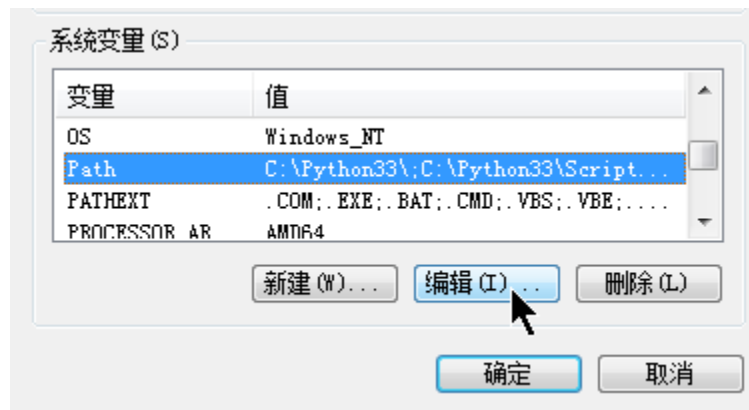 系统变量(S)
变量 值
OS Windows_NT
Path C:\Python33\;C:\Python33\Script...
PATHEXT .COM;.EXE;.BAT;.CMD;.VBS;.VBE;....
PROCESSOR_AR AMD64
新建(W)... 编辑(I)... 删除(L)
确定 取消